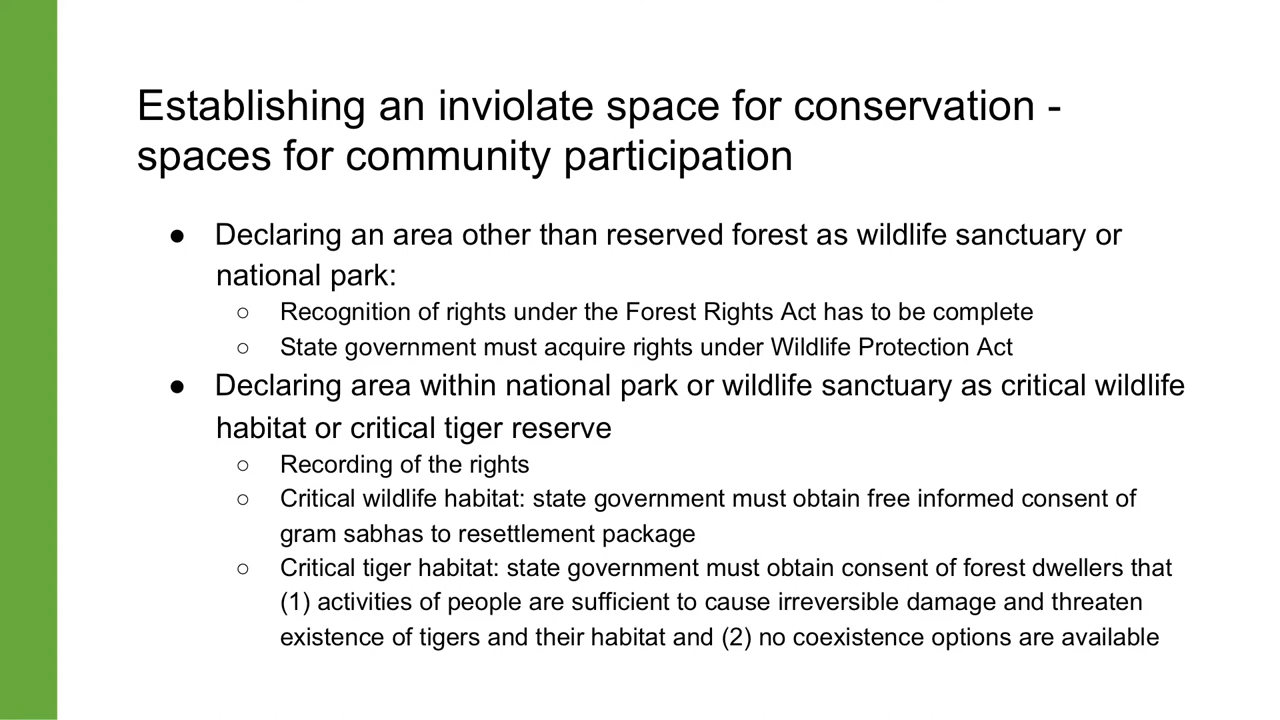 Establishing an inviolate space for conservation -
spaces for community participation
● Declaring an area other than reserved forest as wildlife sanctuary or
national park:
○ Recognition of rights under the Forest Rights Act has to be complete
○ State government must acquire rights under Wildlife Protection Act
● Declaring area within national park or wildlife sanctuary as critical wildlife
habitat or critical tiger reserve
○ Recording of the rights
○ Critical wildlife habitat: state government must obtain free informed consent of
gram sabhas to resettlement package
○ Critical tiger habitat: state government must obtain consent of forest dwellers that
(1) activities of people are sufficient to cause irreversible damage and threaten
existence of tigers and their habitat and (2) no coexistence options are available